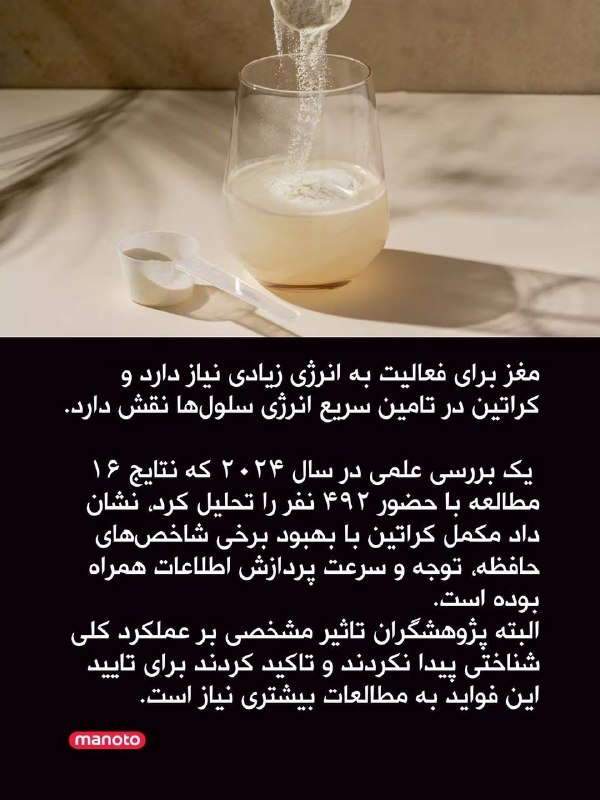 مغز برای فعالیت به انرژی زیادی نیاز دارد و
کراتین در تامین سریع انرژی سلول‌ها نقش دارد.
یک بررسی علمی در سال ۲۰۲۴ که نتایج ۱۶
مطالعه با حضور ۴۹۲ نفر را تحلیل کرد، نشان
داد مکمل کراتین با بهبود برخی شاخص‌های
حافظه، توجه و سرعت پردازش اطلاعات همراه
بوده است.
البته پژوهشگران تاثیر مشخصی بر عملکرد کلی
شناختی پیدا نکردند و تاکید کردند برای تایید
این فواید به مطالعات بیشتری نیاز است.
manoto